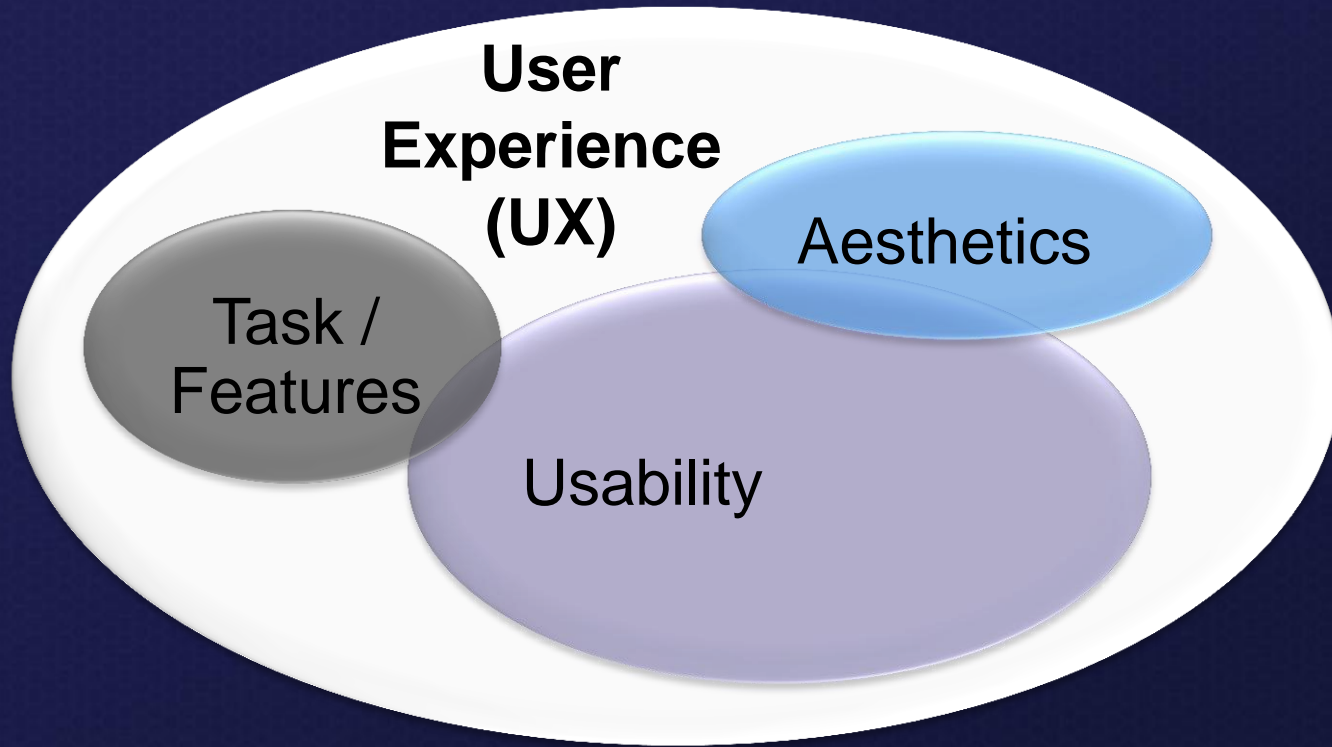 User
Experience
(UX)
Aesthetics
Task /
Features
Usability